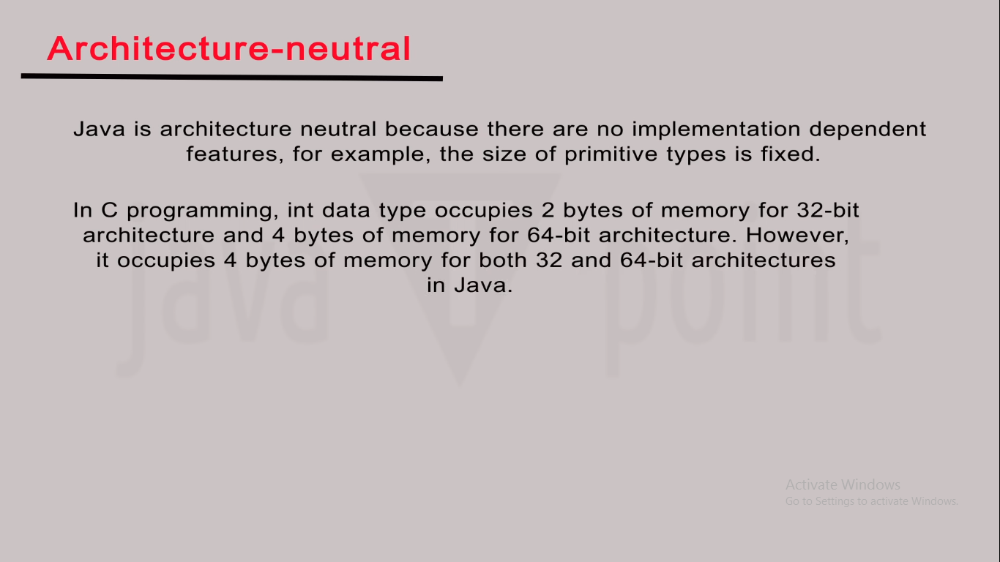 Architecture-neutral
Java is architecture neutral because there are no implementation dependent
features, for example, the size of primitive types is fixed.
In C programming, int data type occupies 2 bytes of memory for 32-bit
architecture and 4 bytes of memory for 64-bit architecture. However,
it occupies 4 bytes of memory for both 32 and 64-bit architectures
in Java.
java T point
Activate Windows
Go to Settings to activate Windows.